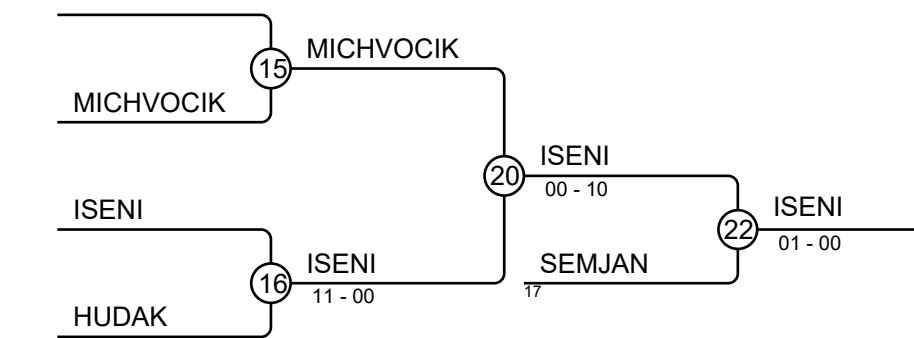 MICHVOCIK
15
MICHVOCIK
ISENI
20
00 - 10
ISENI
ISENI
22
01 - 00
ISENI
16
11 - 00
SEMJAN
17
HUDAK